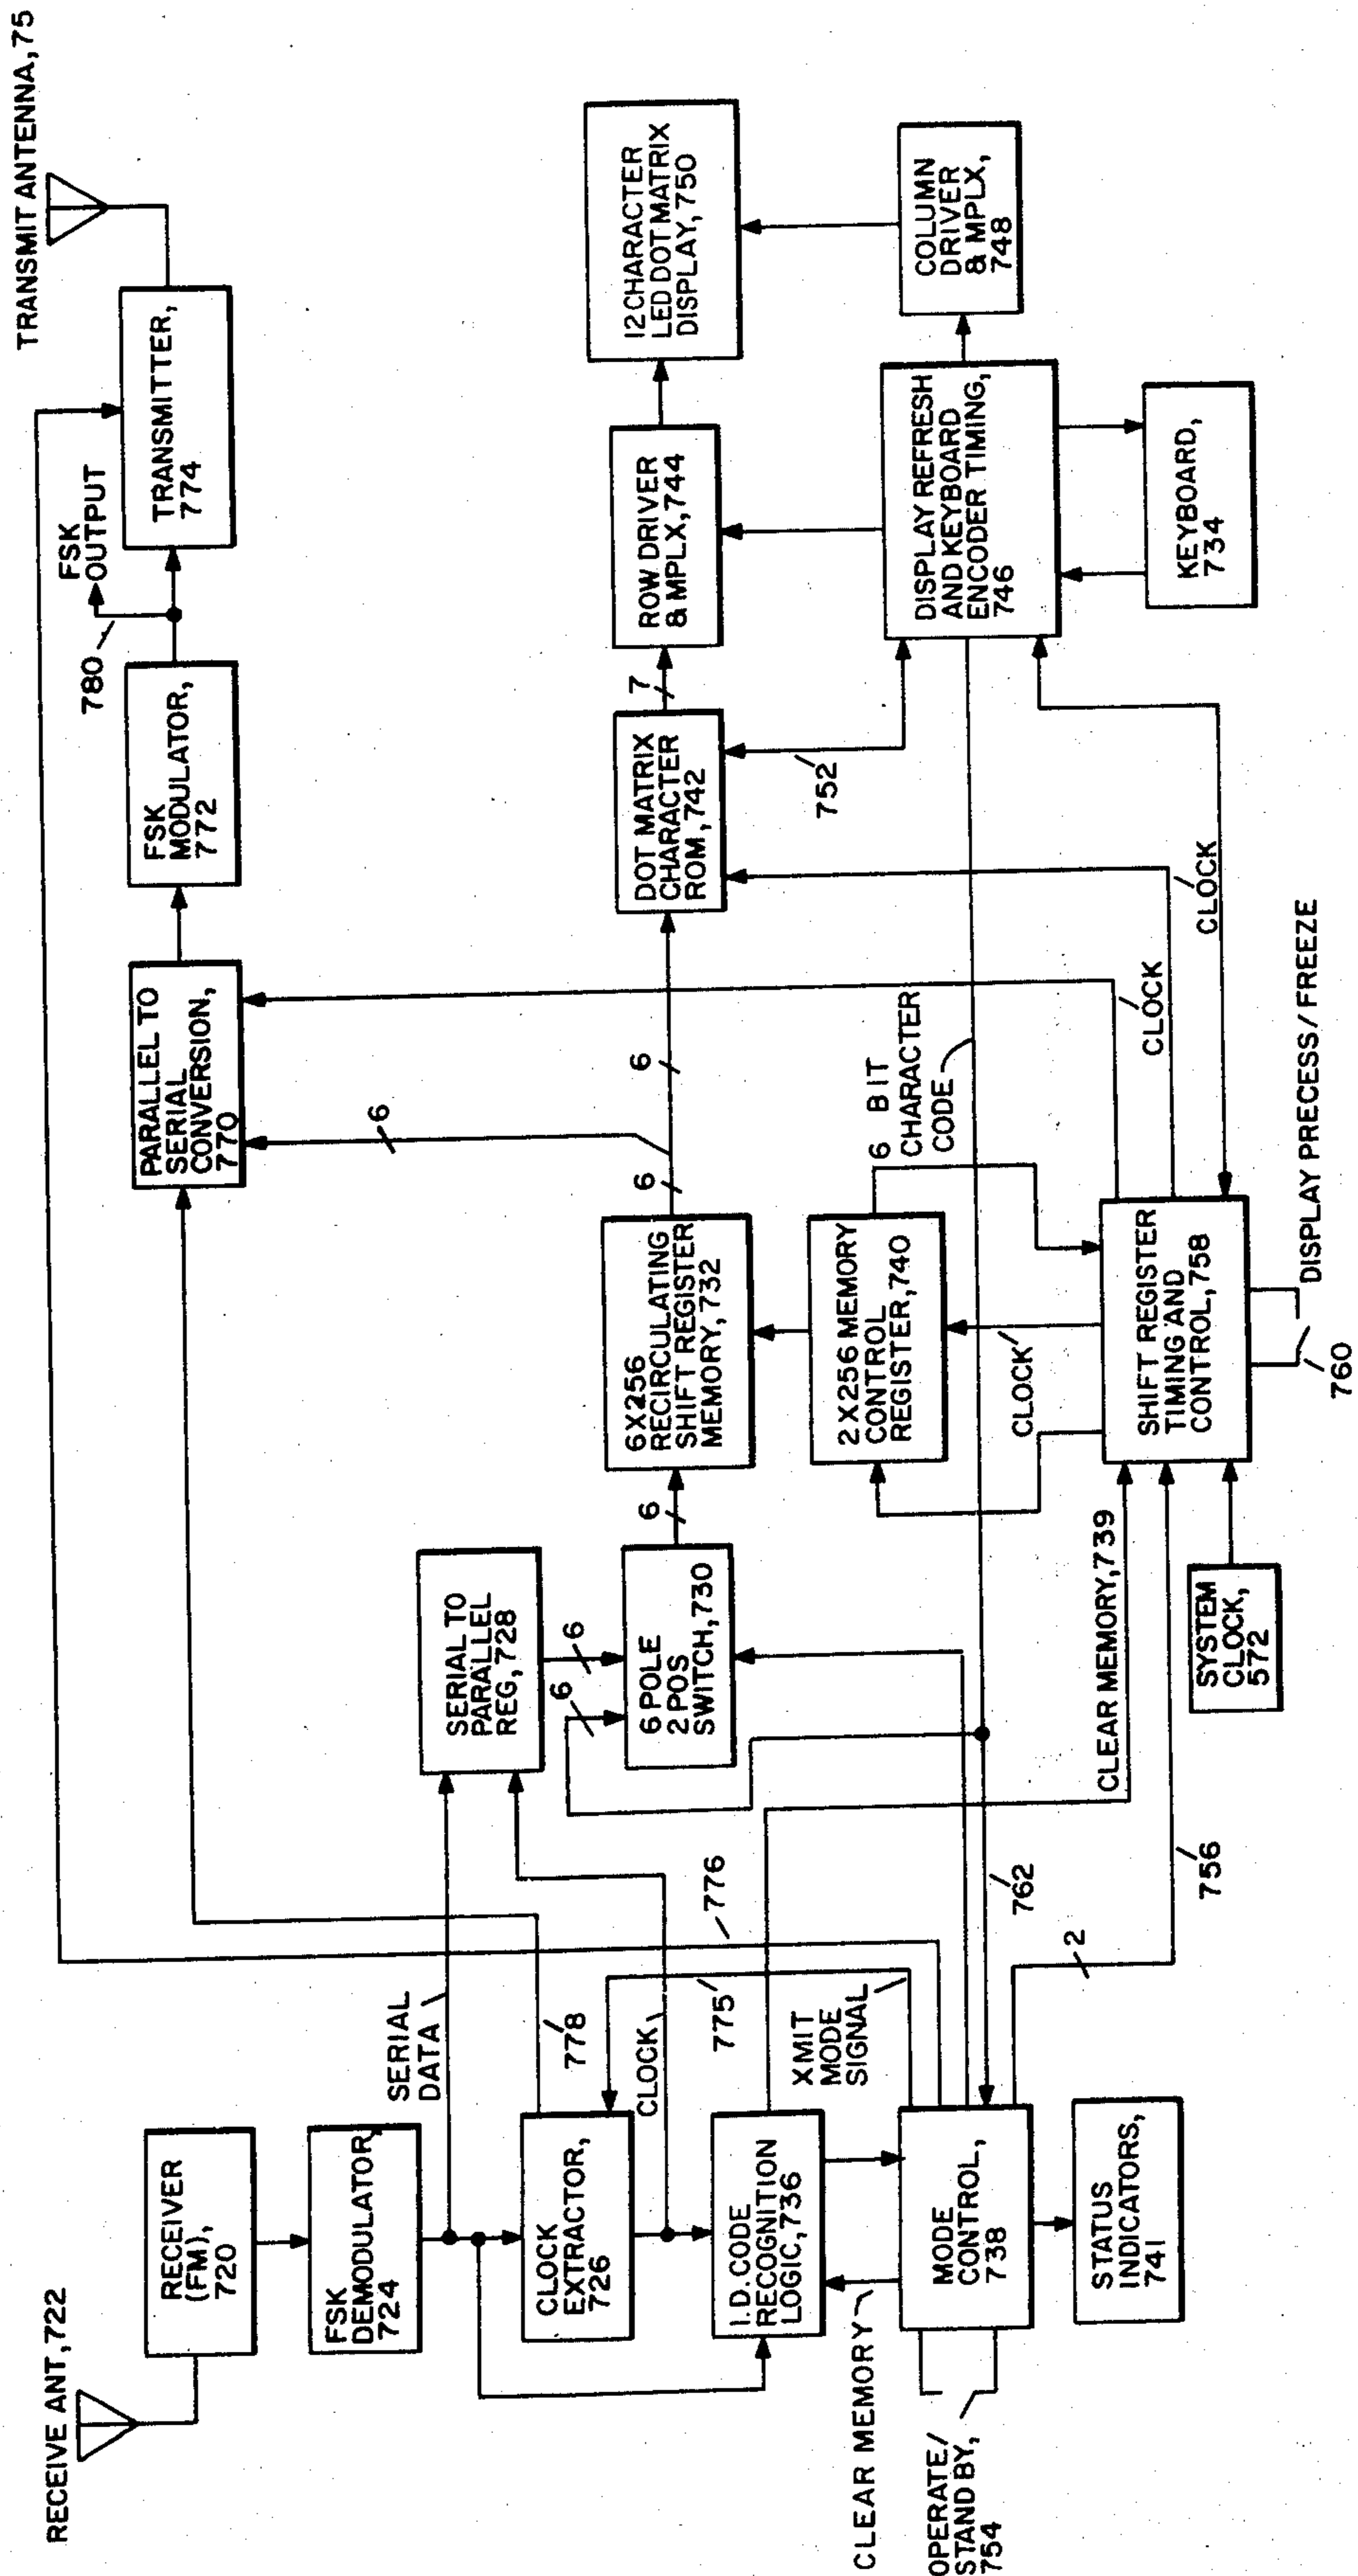 RECEIVE ANT, 722
RECEIVER
(FM),
720
FSK
DEMODULATOR,
724
SERIAL
DATA
CLOCK
EXTRACTOR,
726
778
CLOCK
I.D. CODE
RECOGNITION
LOGIC, 736
775
776
XMIT
MODE
SIGNAL
CLEAR MEMORY
MODE
CONTROL,
738
OPERATE/
STAND BY,
754
STATUS
INDICATORS,
741
762
2
756
SERIAL TO
PARALLEL
REG, 728
6
6
6 POLE
2 POS
SWITCH, 730
6
CLEAR MEMORY, 739
SYSTEM
CLOCK,
572
6X256
RECIRCULATING
SHIFT REGISTER
MEMORY, 732
2X256 MEMORY
CONTROL
REGISTER, 740
CLOCK
SHIFT REGISTER
TIMING AND
CONTROL, 758
760
DISPLAY PRECESS/FREEZE
6
6
6
6 BIT
CHARACTER
CODE
CLOCK
CLOCK
PARALLEL TO
SERIAL
CONVERSION,
770
FSK
MODULATOR,
772
780
FSK
OUTPUT
TRANSMITTER,
774
TRANSMIT ANTENNA, 75
DOT MATRIX
CHARACTER
ROM, 742
7
752
ROW DRIVER
& MPLX, 744
12 CHARACTER
LED DOT MATRIX
DISPLAY, 750
DISPLAY REFRESH
AND KEYBOARD
ENCODER TIMING,
746
COLUMN
DRIVER
& MPLX,
748
KEYBOARD,
734